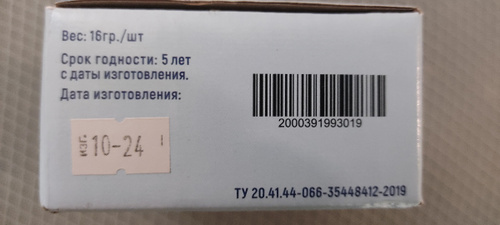 Вес: 16гр./шт
Срок годности: 5 лет
с даты изготовления.
Дата изготовления:
изг. 10-24
2000391993019
ТУ 20.41.44-066-35448412-2019